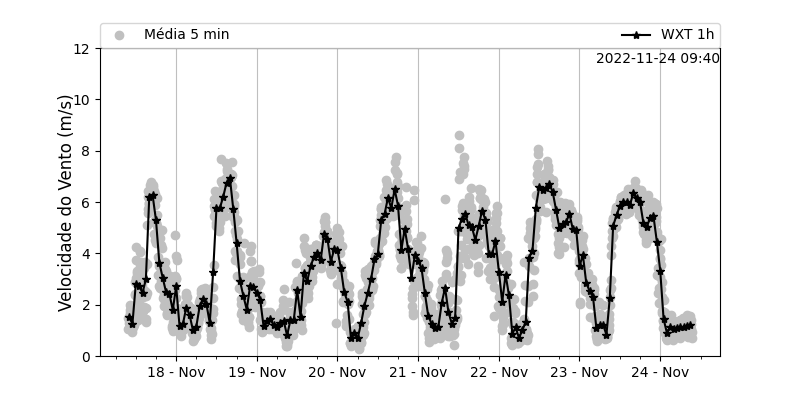 Média 5 min
WXT 1h
2022-11-24 09:40
Velocidade do Vento (m/s)
12
10
8
6
4
2
0
18 - Nov
19 - Nov
20 - Nov
21 - Nov
22 - Nov
23 - Nov
24 - Nov